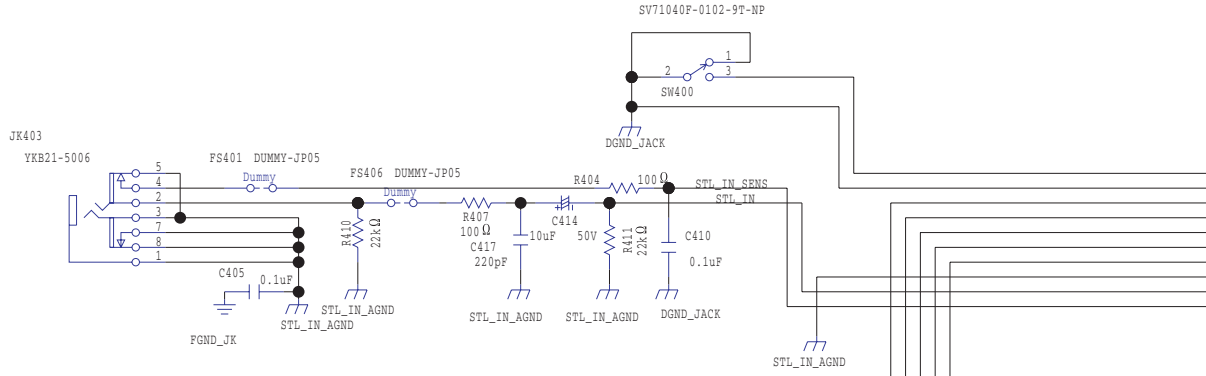 SV71040F-0102-9T-NP
1
2 3
SW400
DGND_JACK
JK403
YKB21-5006
5
4
2
3
7
8
1
FS401 DUMMY-JP05
Dummy
FS406 DUMMY-JP05
Dummy
R404 100Ω
STL_IN_SENS
STL_IN
R410
22kΩ
R407
100Ω
C417
220pF
10uF
C414
50V
R411
22kΩ
C410
0.1uF
C405
0.1uF
FGND_JK
STL_IN_AGND
STL_IN_AGND
STL_IN_AGND
STL_IN_AGND
DGND_JACK
STL_IN_AGND